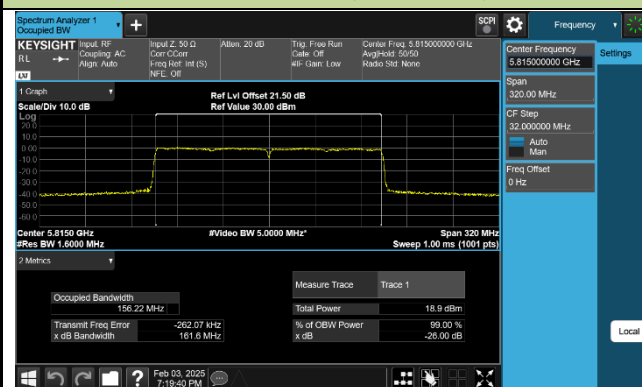 Spectrum Analyzer 1
Occupied BW
+
SCPI
Frequency
KEYSIGHT
RL
Input: RF
Coupling: AC
Align: Auto
Input Z: 50 Ω
Corr CCorr
Freq Ref: Int (S)
NFE: Off
Atten: 20 dB
Trig: Free Run
Gate: Off
#IF Gain: Low
Center Freq: 5.815000000 GHz
Avg|Hold: 50/50
Radio Std: None
Center Frequency
5.815000000 GHz
Settings
Span
320.00 MHz
CF Step
32.000000 MHz
Auto
Man
Freq Offset
0 Hz
Local
1 Graph
Scale/Div 10.0 dB
Ref Lvl Offset 21.50 dB
Ref Value 30.00 dBm
Log
20.0
10.0
0.00
-10.0
-20.0
-30.0
-40.0
-50.0
-60.0
Center 5.8150 GHz
#Video BW 5.0000 MHz*
Span 320 MHz
#Res BW 1.6000 MHz
Sweep 1.00 ms (1001 pts)
2 Metrics
Measure Trace
Trace 1
Occupied Bandwidth
156.22 MHz
Total Power
18.9 dBm
Transmit Freq Error
-262.07 kHz
% of OBW Power
99.00 %
x dB Bandwidth
161.6 MHz
x dB
-26.00 dB
?
Feb 03, 2025
7:19:40 PM